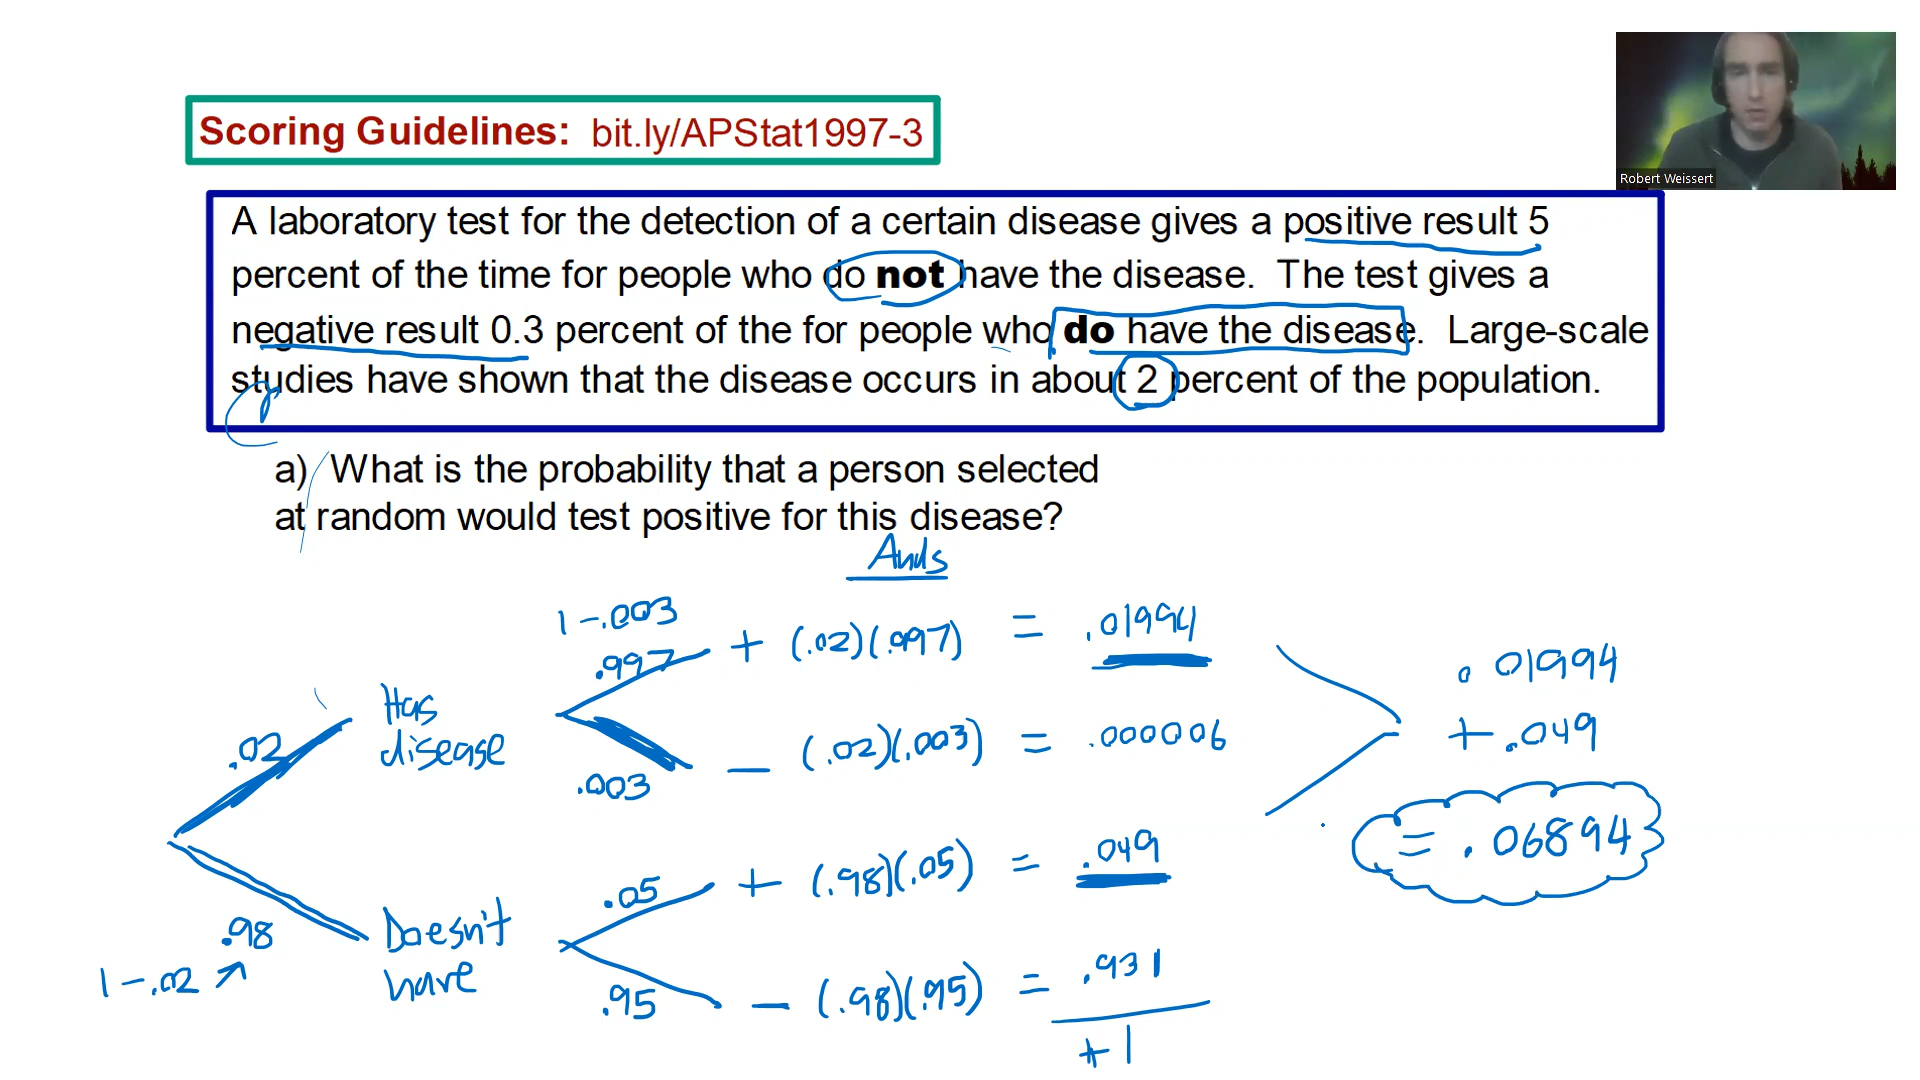 Robert Weissert
Scoring Guidelines: bit.ly/APStat1997-3
A laboratory test for the detection of a certain disease gives a positive result 5
percent of the time for people who do not have the disease. The test gives a
negative result 0.3 percent of the for people who do have the disease. Large-scale
studies have shown that the disease occurs in about 2 percent of the population.
a) What is the probability that a person selected
at random would test positive for this disease?
Ands
1 - .003
.997 + (.02)(.997) = .01994
Has
disease
.02
.003 - (.02)(.003) = .000006
.05 + (.98)(.05) = .049
Doesn't
have
.98
1 - .02
.95 - (.98)(.95) = .931
+ 1
.01994
+ .049
= .06894